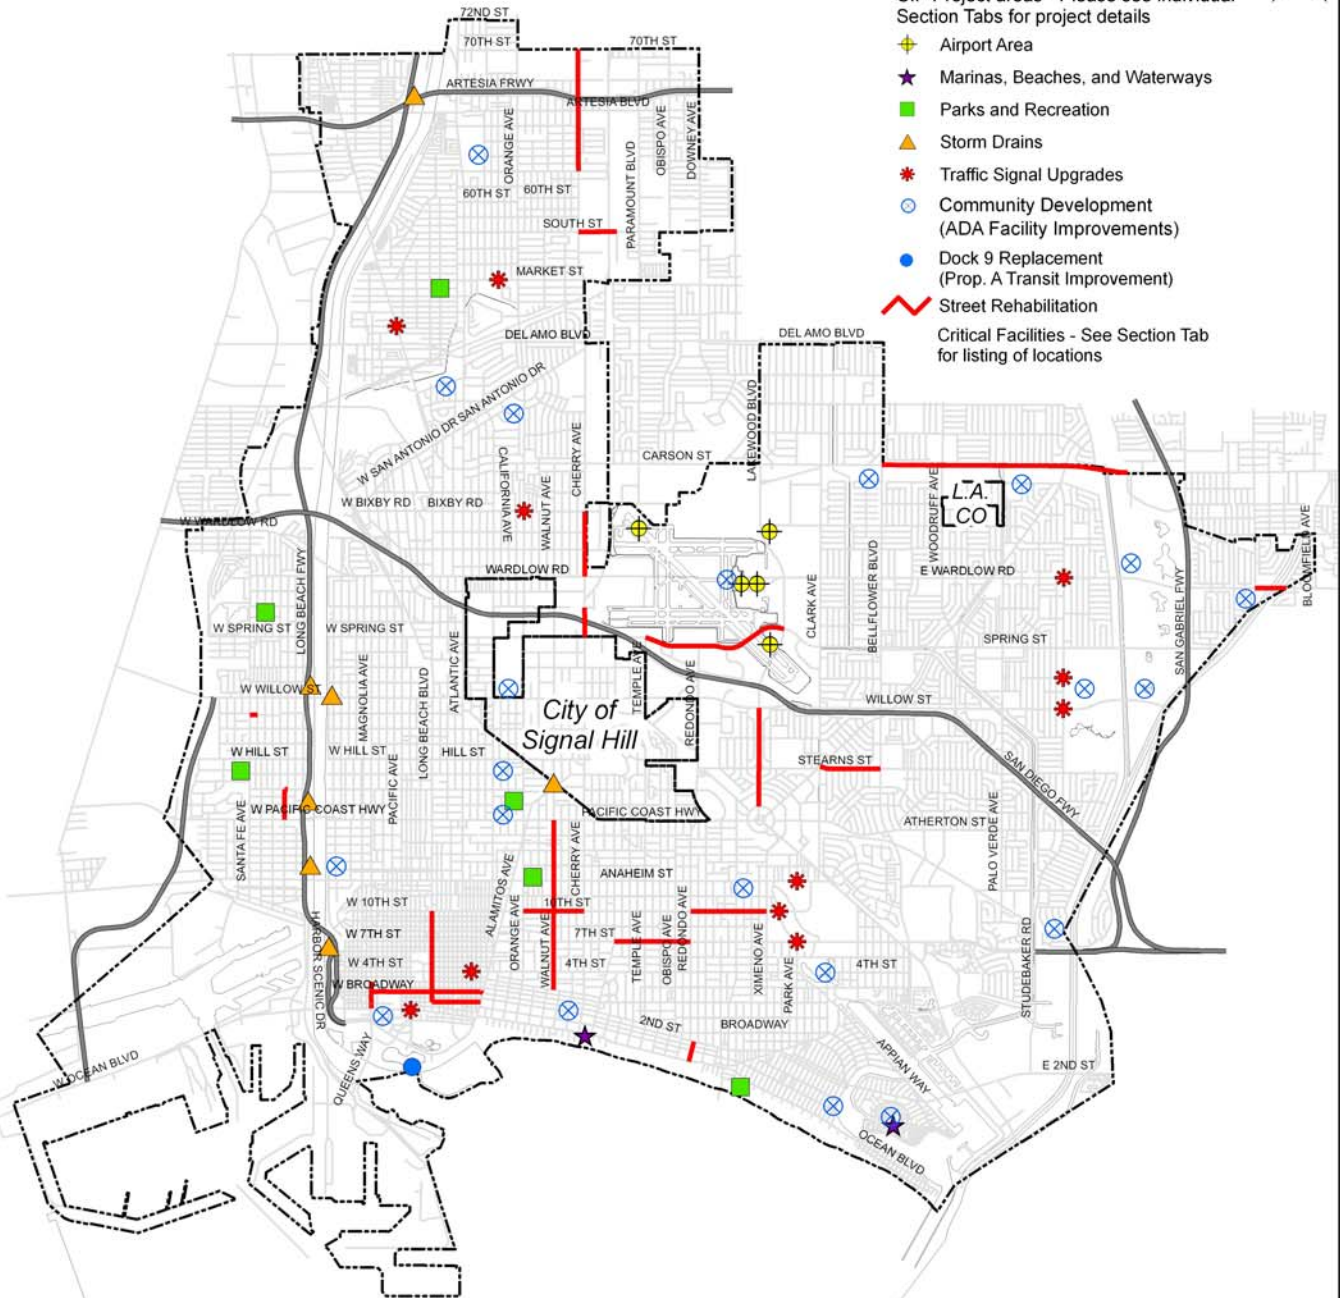 Section Tabs for project details
Airport Area
Marinas, Beaches, and Waterways
Parks and Recreation
Storm Drains
Traffic Signal Upgrades
Community Development
(ADA Facility Improvements)
Dock 9 Replacement
(Prop. A Transit Improvement)
Street Rehabilitation
Critical Facilities - See Section Tab
for listing of locations
72ND ST
70TH ST
70TH ST
ARTESIA FRWY
ARTESIA BLVD
ORANGE AVE
PARAMOUNT BLVD
OBISPO AVE
DOWNEY AVE
60TH ST
60TH ST
SOUTH ST
MARKET ST
DEL AMO BLVD
DEL AMO BLVD
W SAN ANTONIO DR
SAN ANTONIO DR
LAKEWOOD BLVD
CARSON ST
CALIFORNIA AVE
WALNUT AVE
CHERRY AVE
W BIXBY RD
BIXBY RD
W WARDLOW RD
WOODRUFF AVE
L.A.
CO
BLOOMFIELD AVE
LONG BEACH FWY
WARDLOW RD
E WARDLOW RD
CLARK AVE
BELLFLOWER BLVD
SAN GABRIEL FWY
W SPRING ST
W SPRING ST
SPRING ST
W WILLOW ST
WILLOW ST
MAGNOLIA AVE
LONG BEACH BLVD
ATLANTIC AVE
TEMPLE AVE
REDONDO AVE
City of
Signal Hill
W HILL ST
W HILL ST
HILL ST
STEARNS ST
SAN DIEGO FWY
PACIFIC AVE
W PACIFIC COAST HWY
PACIFIC COAST HWY
ATHERTON ST
SANTA FE AVE
PALO VERDE AVE
CHERRY AVE
ANAHEIM ST
ALAMITOS AVE
ORANGE AVE
WALNUT AVE
W 10TH ST
10TH ST
W 7TH ST
7TH ST
TEMPLE AVE
OBISPO AVE
REDONDO AVE
XIMENO AVE
PARK AVE
STUDEBAKER RD
W 4TH ST
4TH ST
4TH ST
HARBOR SCENIC DR
W BROADWAY
2ND ST
BROADWAY
QUEENS WAY
APPIAN WAY
E 2ND ST
W OCEAN BLVD
OCEAN BLVD